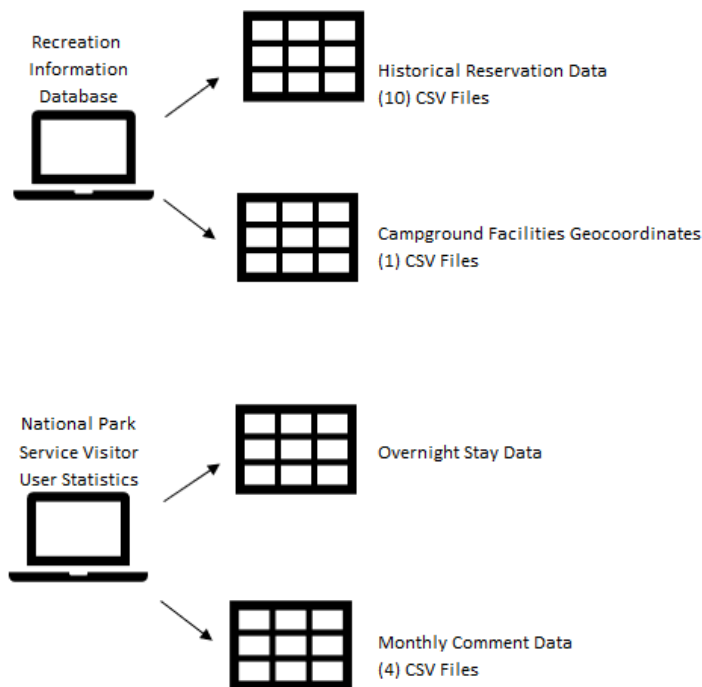 Recreation
Information
Database
Historical Reservation Data
(10) CSV Files
Campground Facilities Geocoordinates
(1) CSV Files
National Park
Service Visitor
User Statistics
Overnight Stay Data
Monthly Comment Data
(4) CSV Files